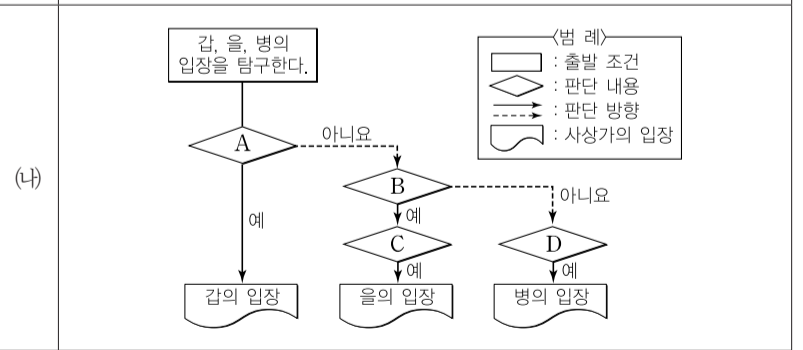 갑, 을, 병의
입장을 탐구한다.
<범 례>
: 출발 조건
: 판단 내용
: 판단 방향
: 사상가의 입장
A
아니요
(나)
B
아니요
예
예
C
D
예
예
갑의 입장
을의 입장
병의 입장